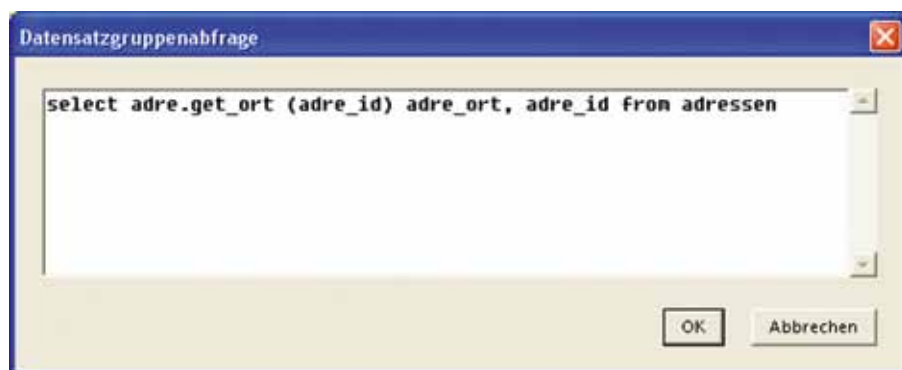 Datensatzgruppenabfrage
select adre.get_ort (adre_id) adre_ort, adre_id from adressen
OK
Abbrechen